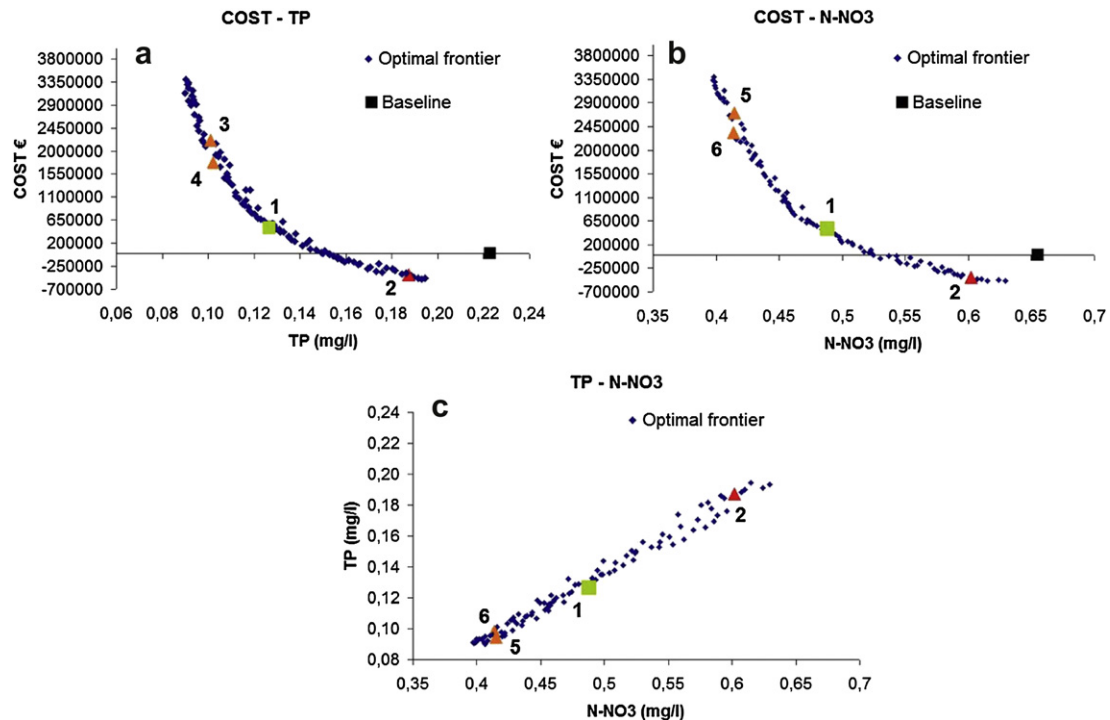 COST - TP
a
3800000
3350000
2900000
2450000
2000000
1550000
1100000
650000
200000
-250000
-700000
COST €
Optimal frontier
Baseline
3
4
1
2
0,06 0,08 0,10 0,12 0,14 0,16 0,18 0,20 0,22 0,24
TP (mg/l)
COST - N-NO3
b
3800000
3350000
2900000
2450000
2000000
1550000
1100000
650000
200000
-250000
-700000
COST €
Optimal frontier
Baseline
5
6
1
2
0,35 0,4 0,45 0,5 0,55 0,6 0,65 0,7
N-NO3 (mg/l)
TP - N-NO3
c
0,24
0,22
0,20
0,18
0,16
0,14
0,12
0,10
0,08
TP (mg/l)
Optimal frontier
2
1
6
5
0,35 0,4 0,45 0,5 0,55 0,6 0,65 0,7
N-NO3 (mg/l)